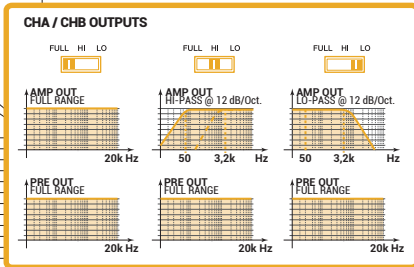 CHA / CHB OUTPUTS
FULL HI LO
FULL HI LO
FULL HI LO
AMP OUT
FULL RANGE
20k Hz
AMP OUT
HI-PASS @ 12 dB/Oct.
50 3,2k Hz
AMP OUT
LO-PASS @ 12 dB/Oct.
50 3,2k Hz
PRE OUT
FULL RANGE
20k Hz
PRE OUT
FULL RANGE
20k Hz
PRE OUT
FULL RANGE
20k Hz